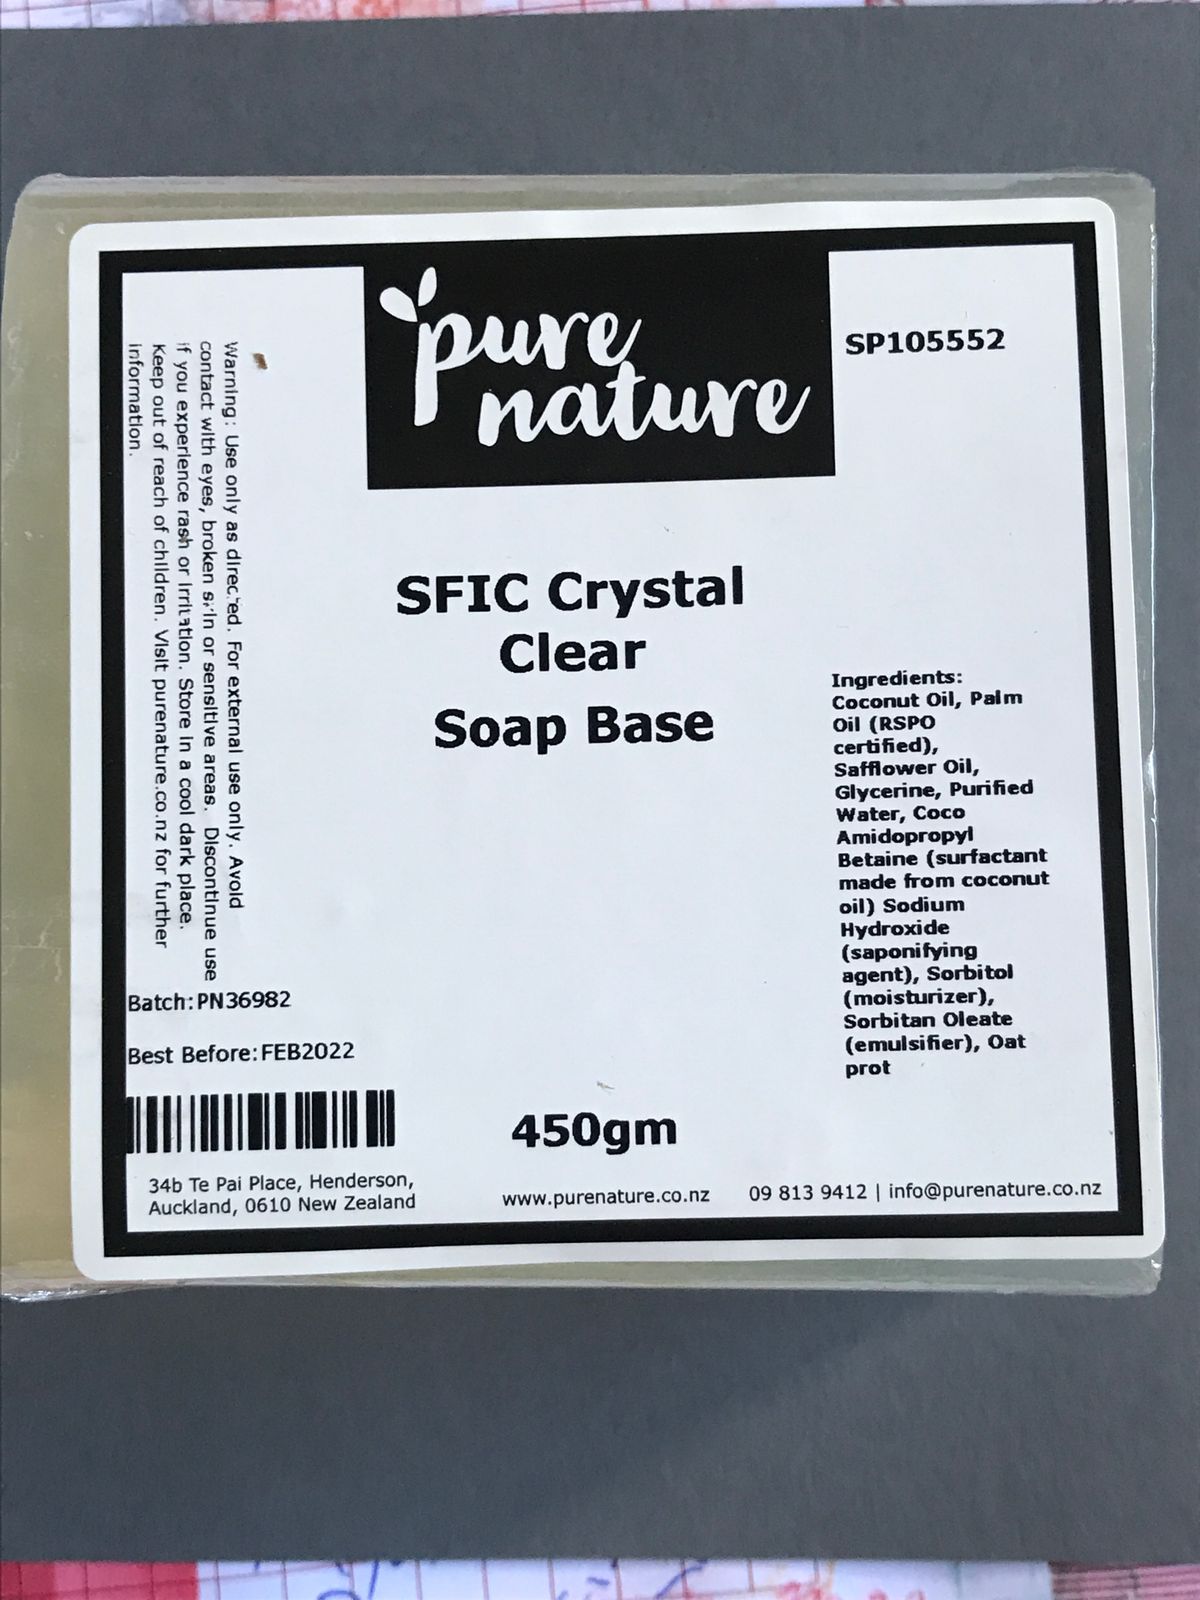 pure
nature
SP105552
Warning: Use only as directed. For external use only. Avoid
contact with eyes, broken skin or sensitive areas. Discontinue use
if you experience rash or irritation. Store in a cool dark place.
Keep out of reach of children. Visit purenature.co.nz for further
information.
SFIC Crystal
Clear
Soap Base
Ingredients:
Coconut Oil, Palm
Oil (RSPO
certified),
Safflower Oil,
Glycerine, Purified
Water, Coco
Amidopropyl
Betaine (surfactant
made from coconut
oil) Sodium
Hydroxide
(saponifying
agent), Sorbitol
(moisturizer),
Sorbitan Oleate
(emulsifier), Oat
prot
Batch:PN36982
Best Before:FEB2022
450gm
34b Te Pai Place, Henderson,
Auckland, 0610 New Zealand
www.purenature.co.nz
09 813 9412 | info@purenature.co.nz